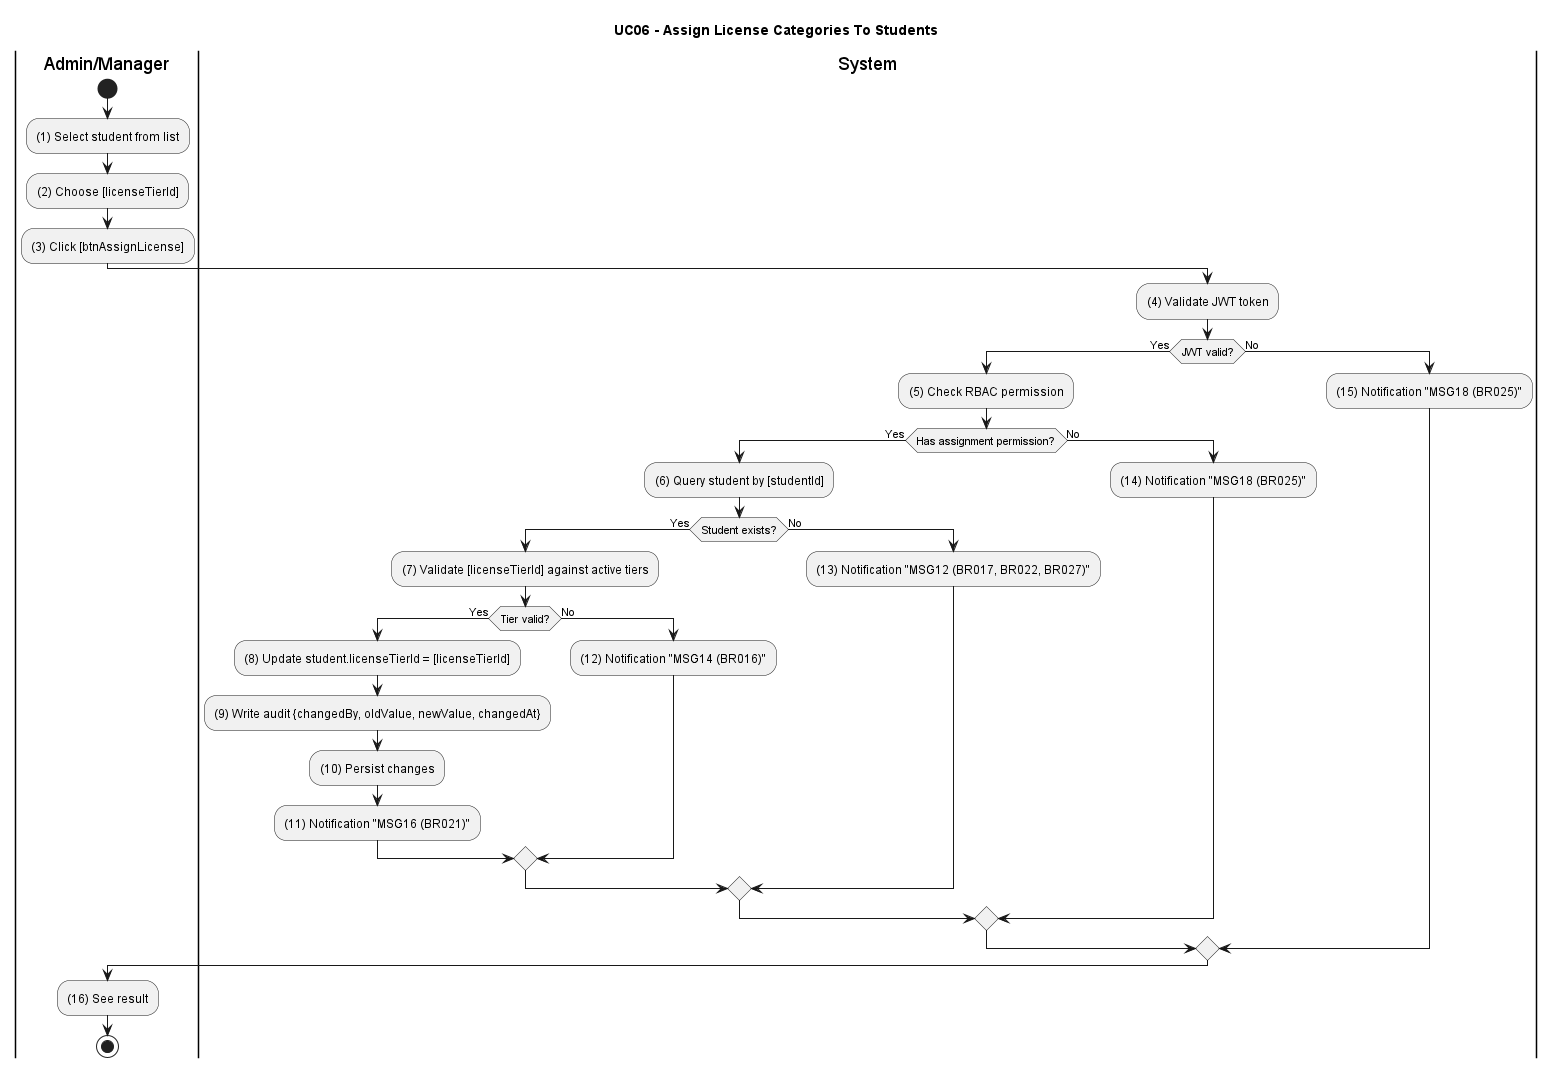 UC06 - Assign License Categories To Students
Admin/Manager
System
(1) Select student from list
(2) Choose [licenseTierId]
(3) Click [btnAssignLicense]
(4) Validate JWT token
Yes
JWT valid?
No
(5) Check RBAC permission
(15) Notification "MSG18 (BR025)"
Yes
Has assignment permission?
No
(6) Query student by [studentId]
(14) Notification "MSG18 (BR025)"
Yes
Student exists?
No
(7) Validate [licenseTierId] against active tiers
(13) Notification "MSG12 (BR017, BR022, BR027)"
Yes
Tier valid?
No
(8) Update student.licenseTierId = [licenseTierId]
(12) Notification "MSG14 (BR016)"
(9) Write audit {changedBy, oldValue, newValue, changedAt}
(10) Persist changes
(11) Notification "MSG16 (BR021)"
(16) See result